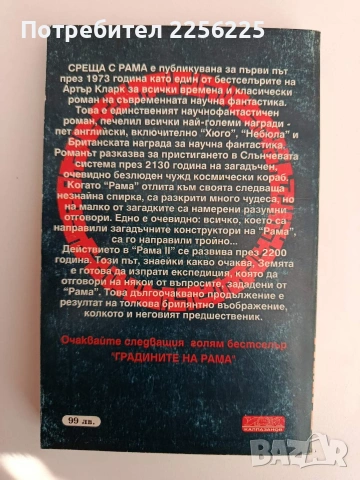 СРЕЩА С РАМА е публикувана за първи път
през 1973 година като един от бестселърите на
Артър Кларк за всички времена и класически
роман на съвременната научна фантастика.
Това е единственият научнофантастичен
роман, печелил всички най-големи награди -
пет английски, включително "Хюго", "Небюла" и
Британската награда за научна фантастика.
Романът разказва за пристигането в Слънчевата
система през 2130 година на загадъчен,
очевидно безлюден чужд космически кораб.
Когато "Рама" отлита към своята следваща
незнайна спирка, са разкрити много чудеса, но
на малко от загадките са намерени разумни
отговори. Едно е очевидно: всичко, което са
направили загадъчните конструктори на "Рама",
са го направили тройно...
Действието в "Рама II" се развива през 2200
година. Този път, знаейки какво очаква, Земята
е готова да изпрати експедиция, която да
отговори на някои от въпросите, зададени от
"Рама". Това дългоочаквано продължение е
резултат на толкова брилянтно въображение,
колкото и неговият предшественик.
Очаквайте следващия голям бестселър
"ГРАДИНИТЕ НА РАМА"
99 лв.
КАЛПАЗАНОВ
bazar.bg